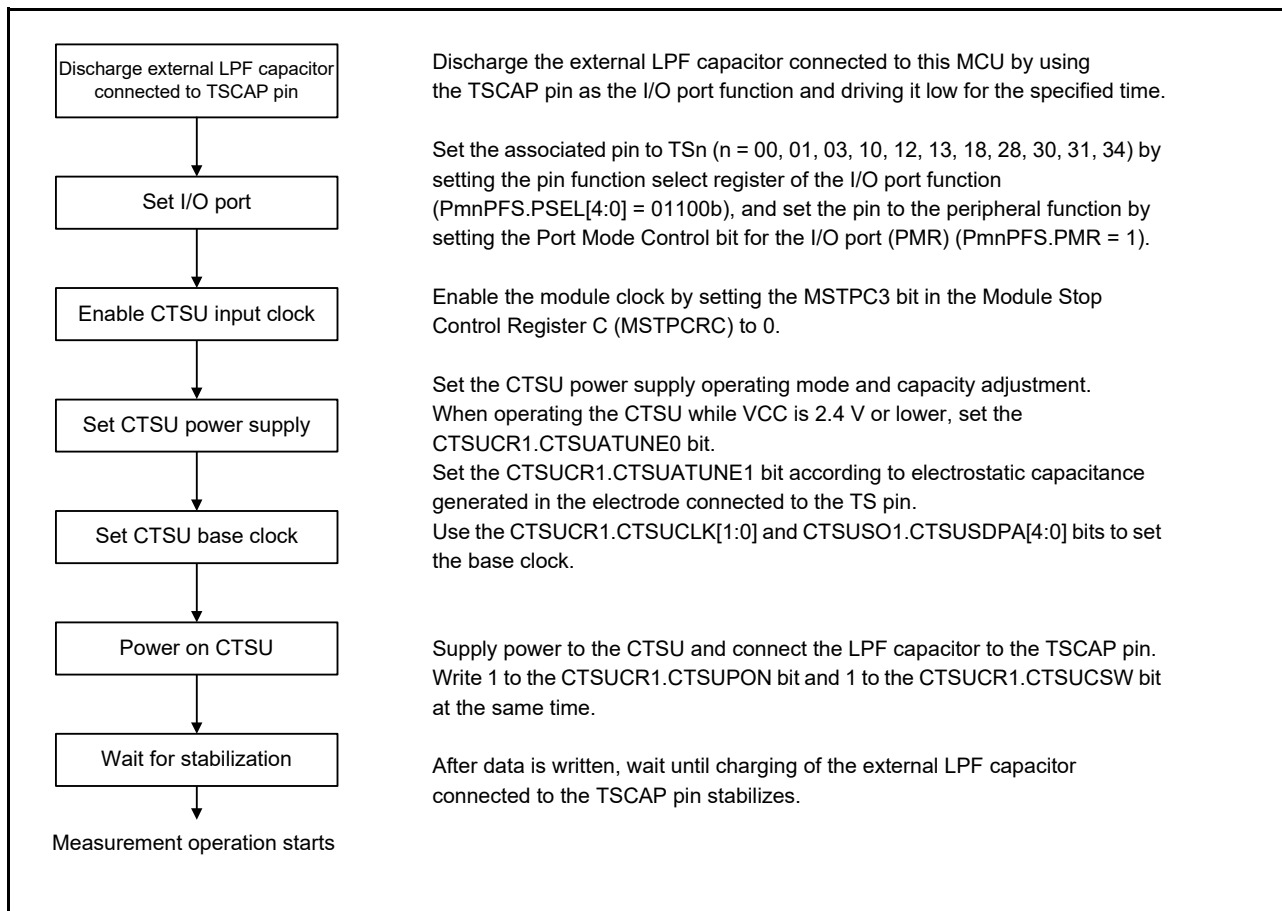 Discharge external LPF capacitor
connected to TSCAP pin
Discharge the external LPF capacitor connected to this MCU by using
the TSCAP pin as the I/O port function and driving it low for the specified time.
Set I/O port
Set the associated pin to TSn (n = 00, 01, 03, 10, 12, 13, 18, 28, 30, 31, 34) by
setting the pin function select register of the I/O port function
(PmnPFS.PSEL[4:0] = 01100b), and set the pin to the peripheral function by
setting the Port Mode Control bit for the I/O port (PMR) (PmnPFS.PMR = 1).
Enable CTSU input clock
Enable the module clock by setting the MSTPC3 bit in the Module Stop
Control Register C (MSTPCRC) to 0.
Set CTSU power supply
Set the CTSU power supply operating mode and capacity adjustment.
When operating the CTSU while VCC is 2.4 V or lower, set the
CTSUCR1.CTSUATUNE0 bit.
Set the CTSUCR1.CTSUATUNE1 bit according to electrostatic capacitance
generated in the electrode connected to the TS pin.
Set CTSU base clock
Use the CTSUCR1.CTSUCLK[1:0] and CTSUSO1.CTSUSDPA[4:0] bits to set
the base clock.
Power on CTSU
Supply power to the CTSU and connect the LPF capacitor to the TSCAP pin.
Write 1 to the CTSUCR1.CTSUPON bit and 1 to the CTSUCR1.CTSUCSW bit
at the same time.
Wait for stabilization
After data is written, wait until charging of the external LPF capacitor
connected to the TSCAP pin stabilizes.
Measurement operation starts